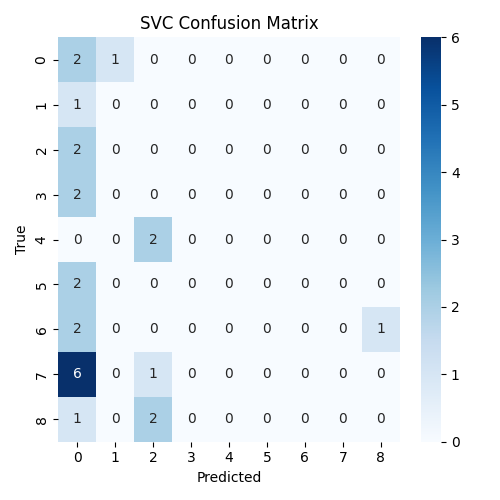 SVC Confusion Matrix
0 2 1 0 0 0 0 0 0 0
1 1 0 0 0 0 0 0 0 0
2 2 0 0 0 0 0 0 0 0
3 2 0 0 0 0 0 0 0 0
4 0 0 2 0 0 0 0 0 0
5 2 0 0 0 0 0 0 0 0
6 2 0 0 0 0 0 0 0 1
7 6 0 1 0 0 0 0 0 0
8 1 0 2 0 0 0 0 0 0
0 1 2 3 4 5 6 7 8
Predicted
True
6
5
4
3
2
1
0